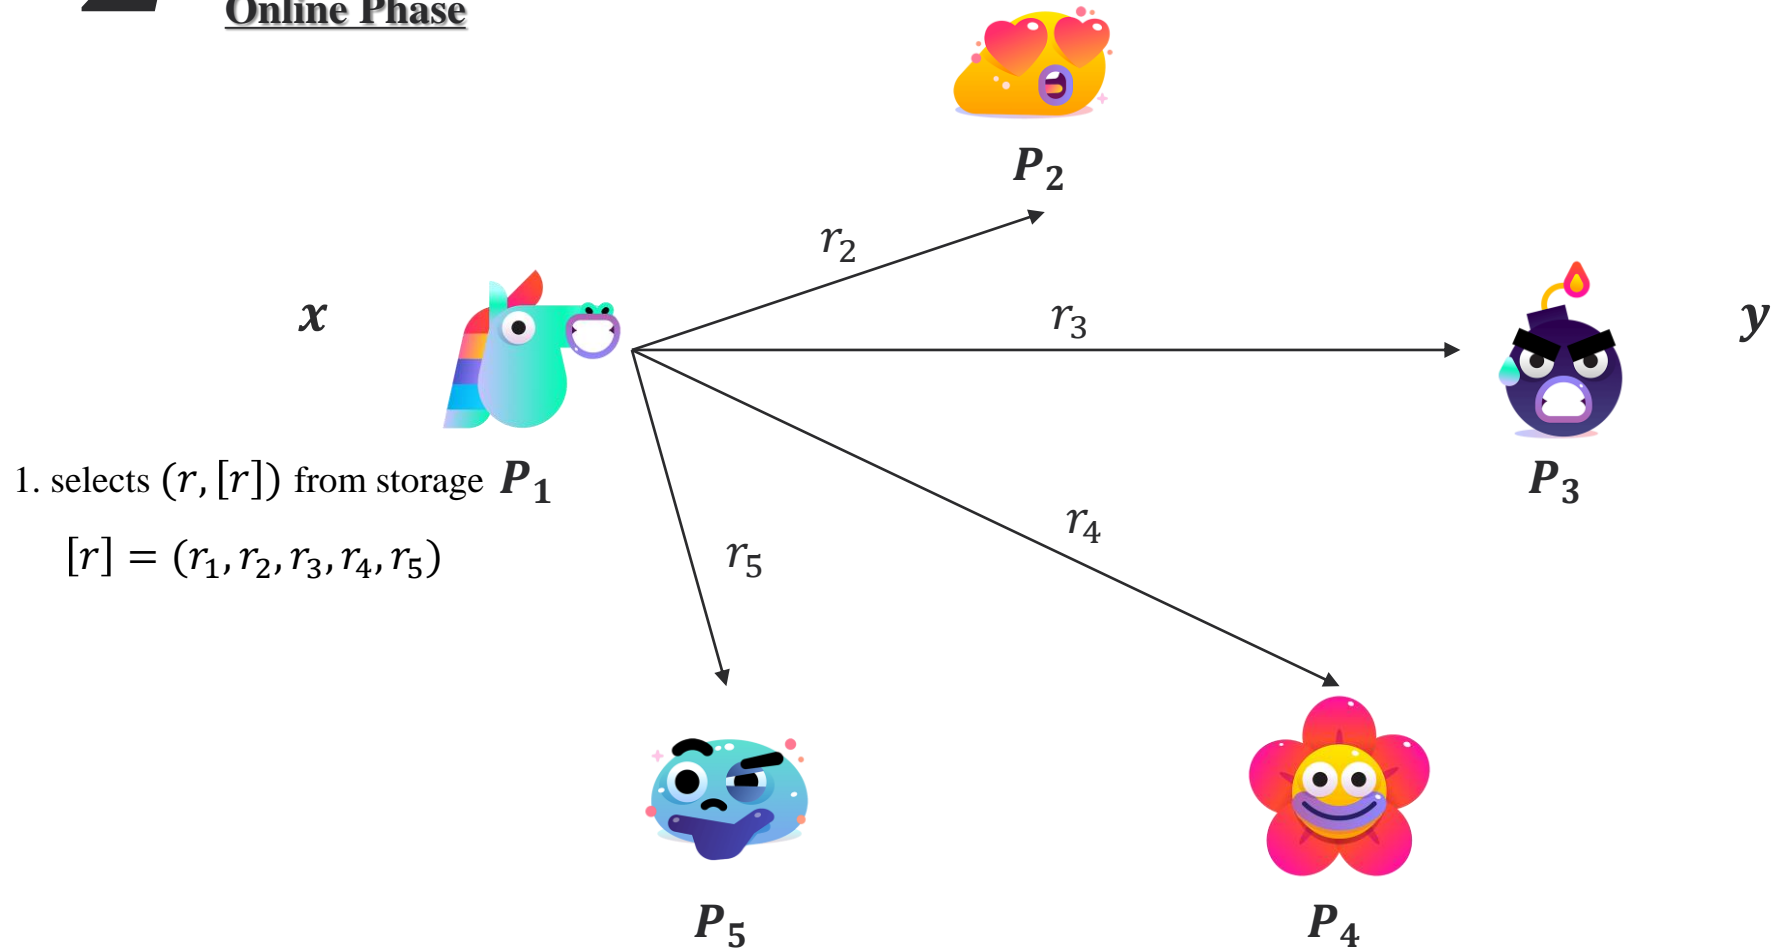 Online Phase
P₂
r₂
r₃
x
y
1. selects (r, [r]) from storage P₁
P₃
[r] = (r₁, r₂, r₃, r₄, r₅)
r₄
r₅
P₅
P₄